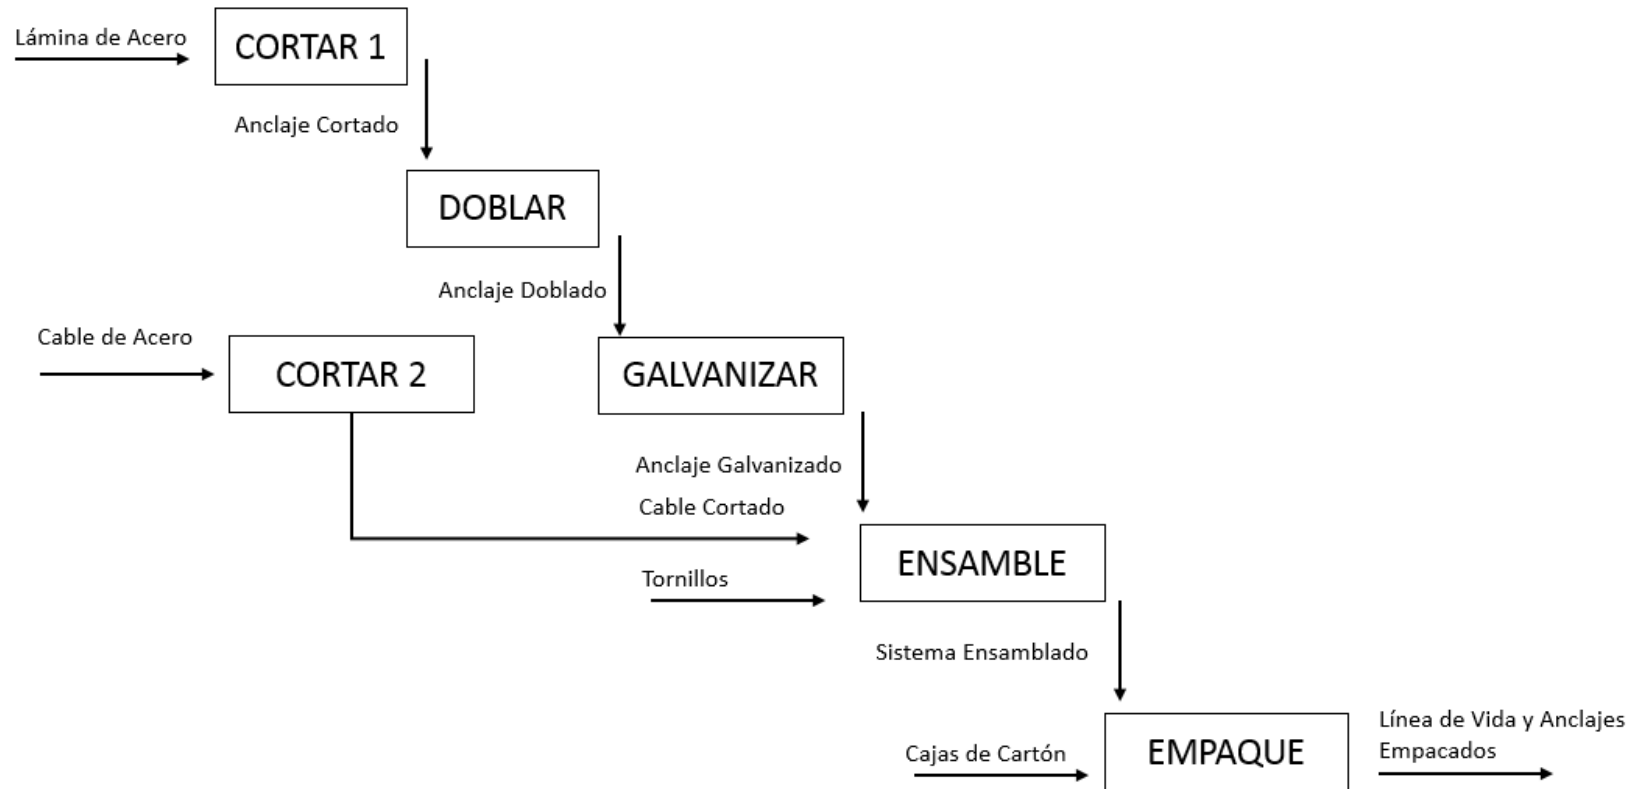 Lámina de Acero
CORTAR 1
Anclaje Cortado
DOBLAR
Anclaje Doblado
Cable de Acero
CORTAR 2
GALVANIZAR
Anclaje Galvanizado
Cable Cortado
ENSAMBLE
Tornillos
Sistema Ensamblado
Cajas de Cartón
EMPAQUE
Línea de Vida y Anclajes
Empacados